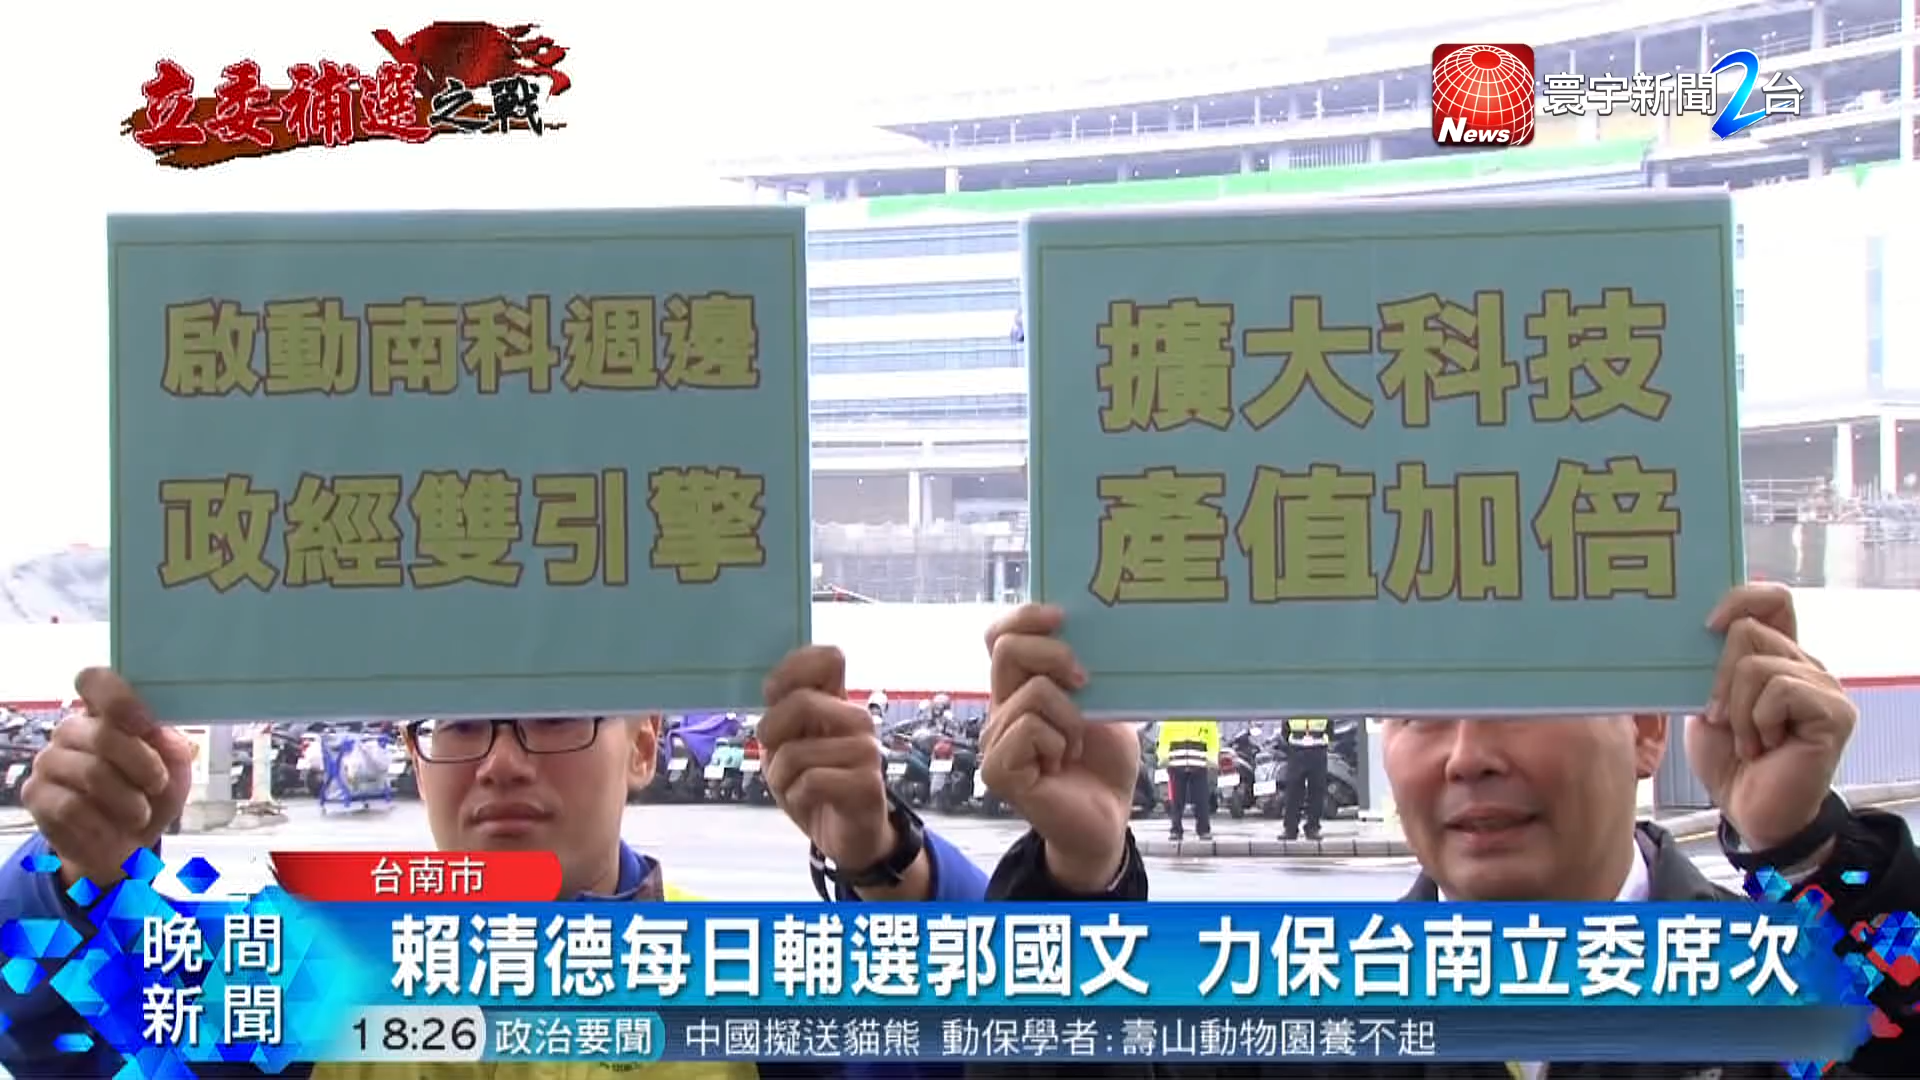 立委補選之戰
News
寰宇新聞2台
啟動南科週邊
政經雙引擎
擴大科技
產值加倍
台南市
晚間
新聞
賴清德每日輔選郭國文 力保台南立委席次
18:26 政治要聞 中國擬送貓熊 動保學者:壽山動物園養不起